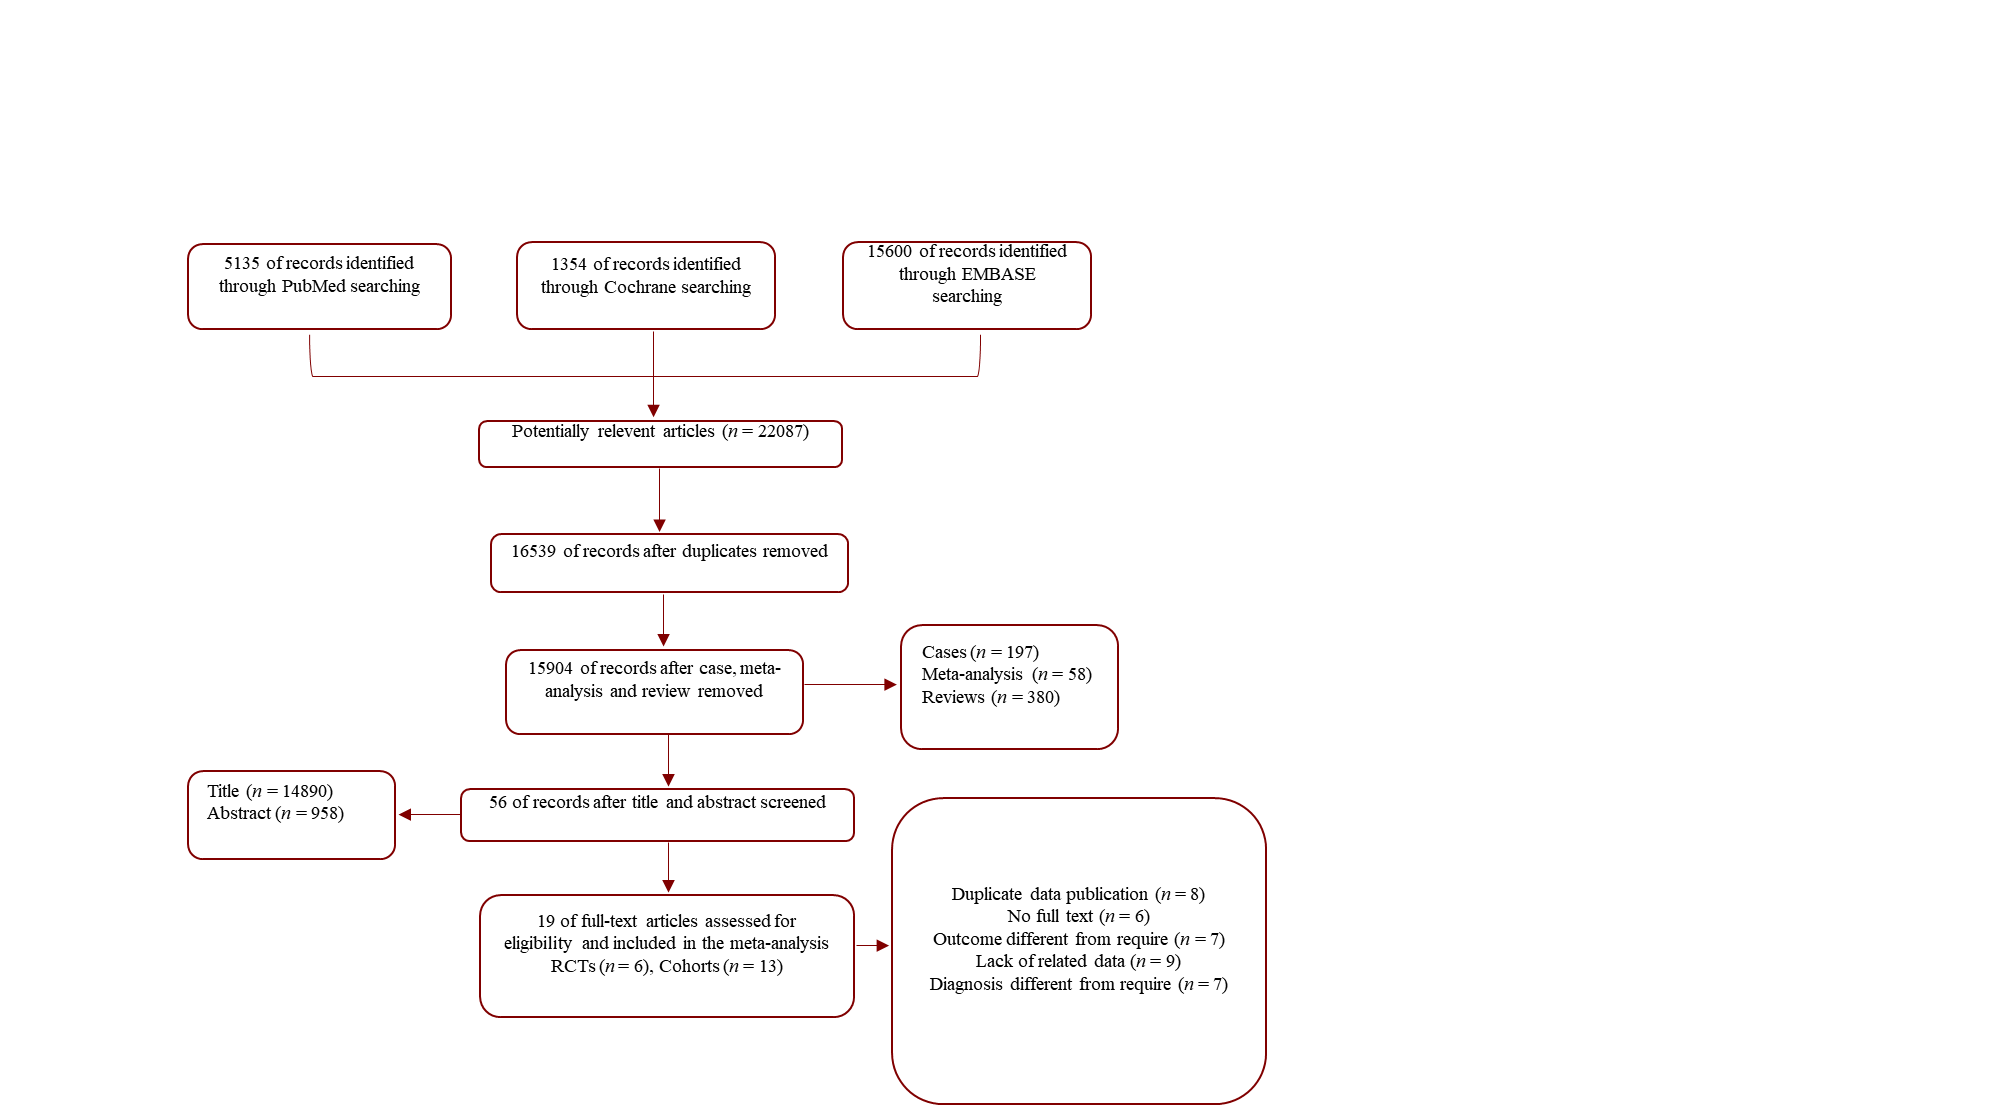 5135 of records identified
through PubMed searching
1354 of records identified
through Cochrane searching
15600 of records identified
through EMBASE
searching
Potentially relevent articles (n = 22087)
16539 of records after duplicates removed
15904 of records after case, meta-
analysis and review removed
Cases (n = 197)
Meta-analysis (n = 58)
Reviews (n = 380)
Title (n = 14890)
Abstract (n = 958)
56 of records after title and abstract screened
19 of full-text articles assessed for
eligibility and included in the meta-analysis
RCTs (n = 6), Cohorts (n = 13)
Duplicate data publication (n = 8)
No full text (n = 6)
Outcome different from require (n = 7)
Lack of related data (n = 9)
Diagnosis different from require (n = 7)